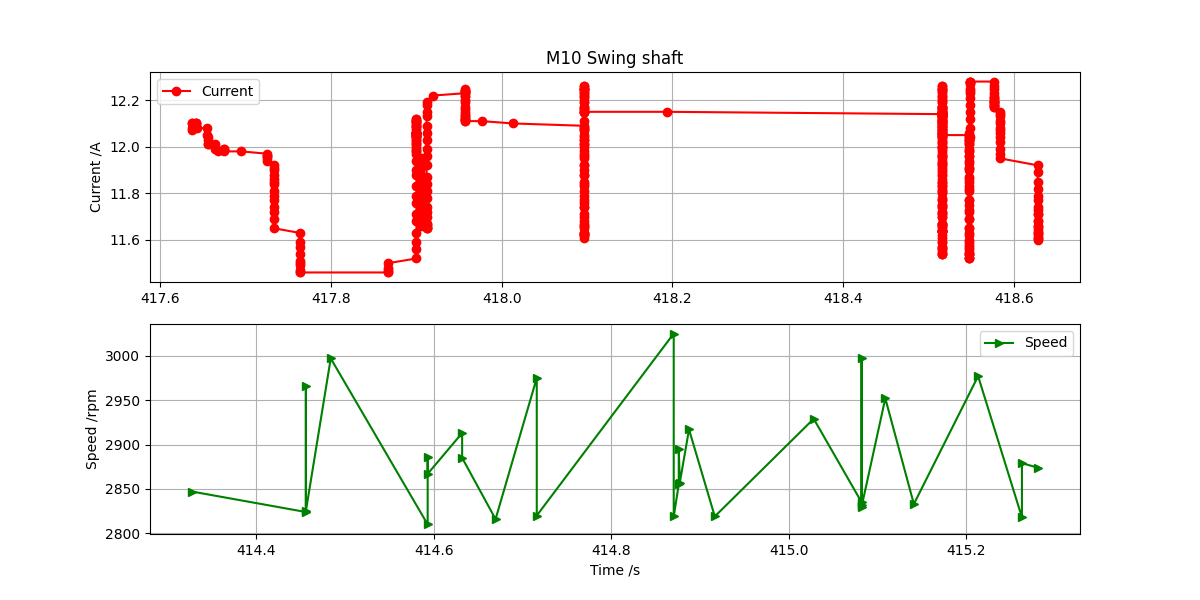 M10 Swing shaft
Current
Current /A
12.2
12.0
11.8
11.6
417.6 417.8 418.0 418.2 418.4 418.6
Speed
Speed /rpm
3000
2950
2900
2850
2800
414.4 414.6 414.8 415.0 415.2
Time /s